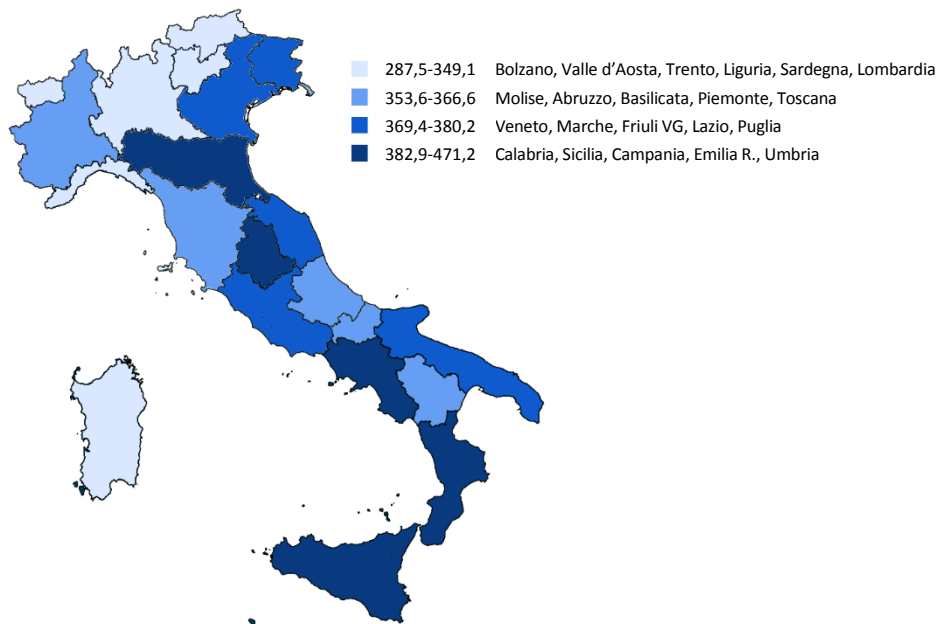 287,5-349,1 Bolzano, Valle d’Aosta, Trento, Liguria, Sardegna, Lombardia
353,6-366,6 Molise, Abruzzo, Basilicata, Piemonte, Toscana
369,4-380,2 Veneto, Marche, Friuli VG, Lazio, Puglia
382,9-471,2 Calabria, Sicilia, Campania, Emilia R., Umbria